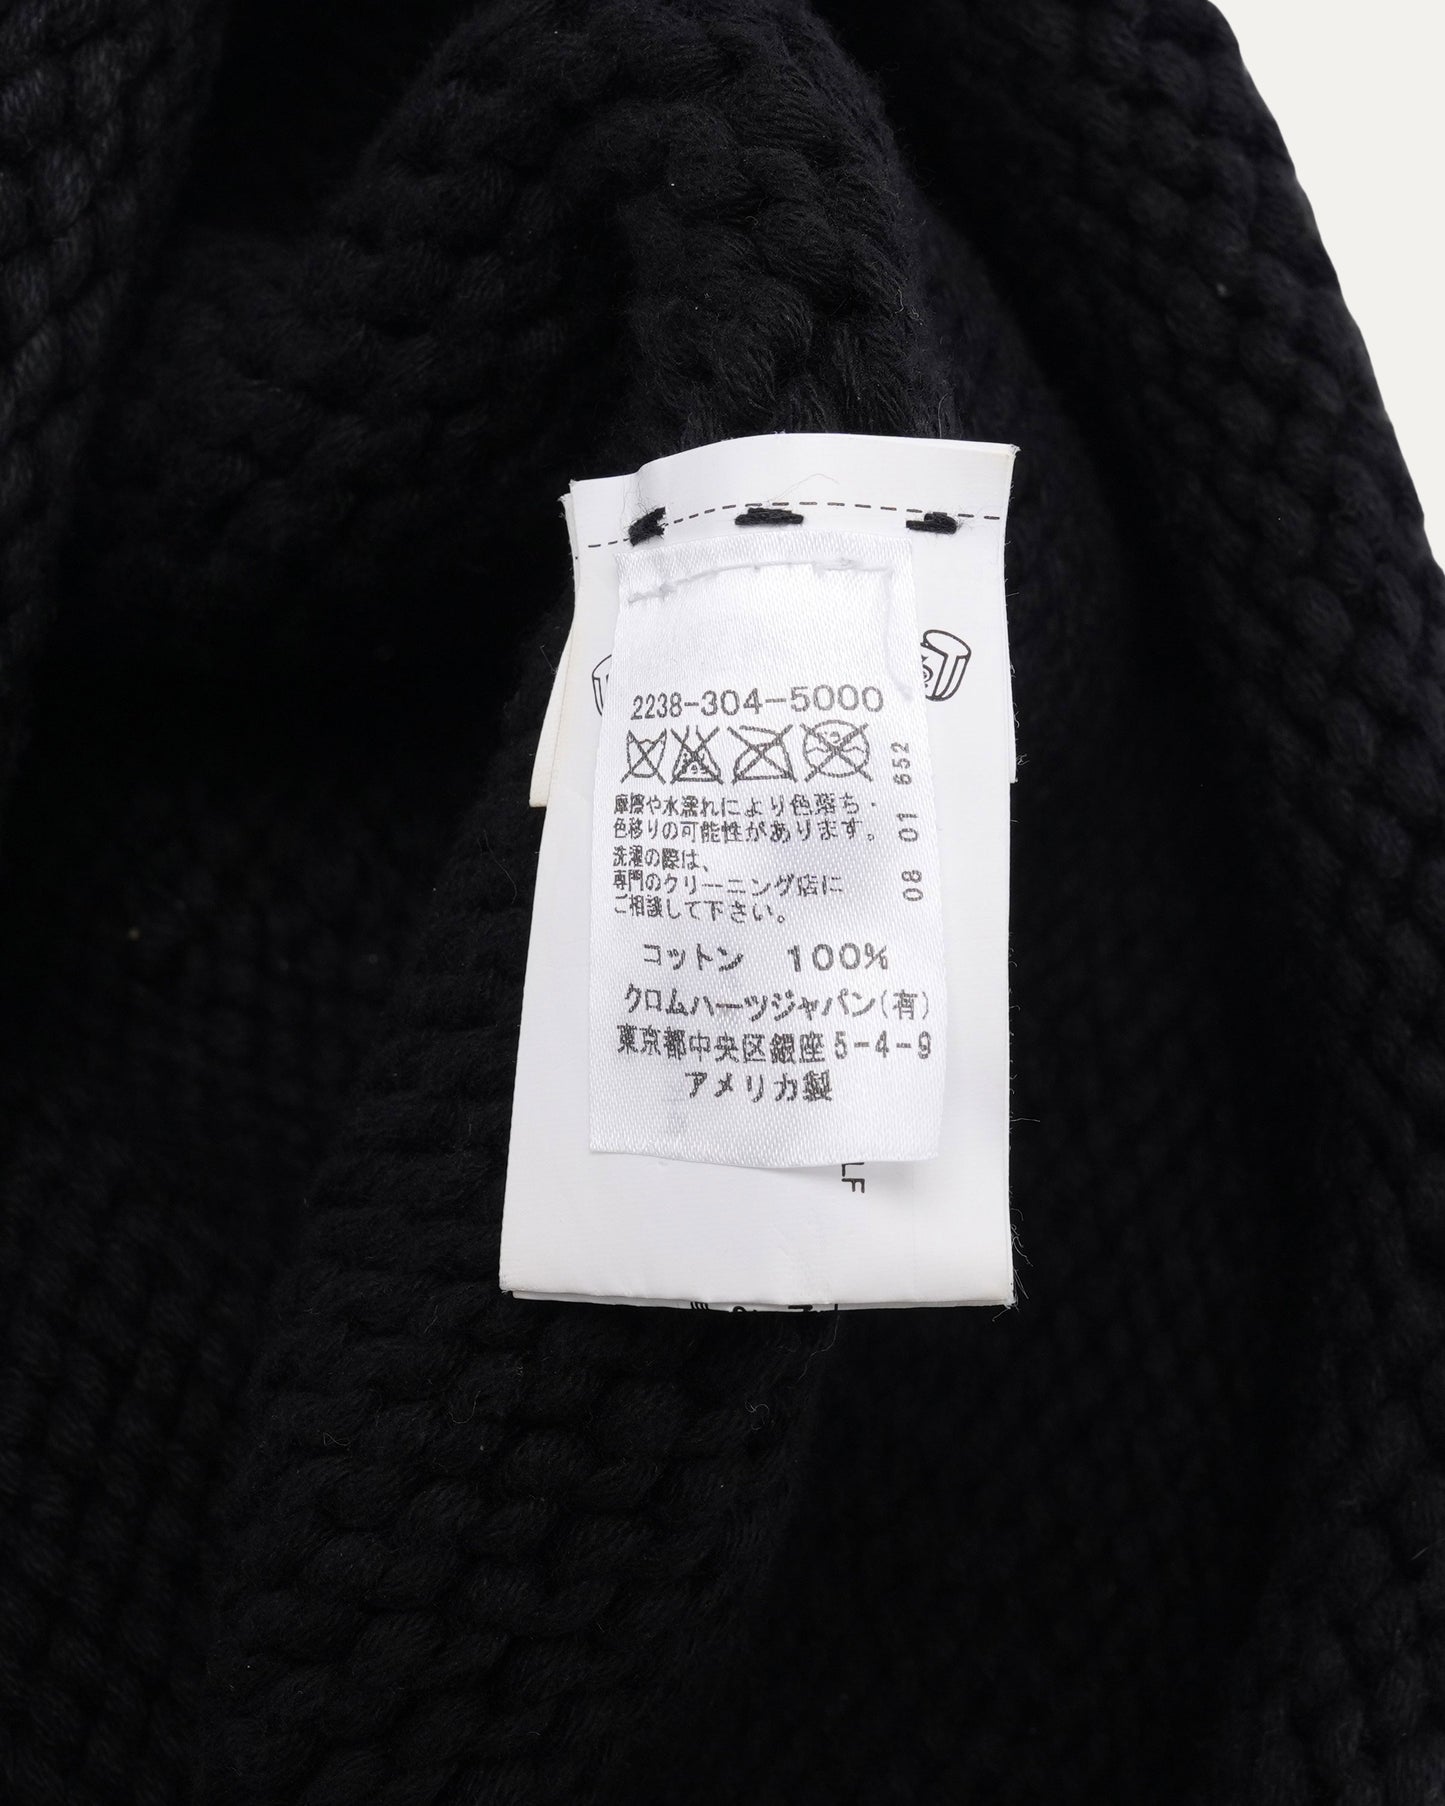 2238-304-5000
摩擦や水濡れにより色落ち・
色移りの可能性があります。
洗濯の際は、
専門のクリーニング店に
ご相談して下さい。
コットン 100%
クロムハーツジャパン(有)
東京都中央区銀座5-4-9
アメリカ製
08 01 652
LF